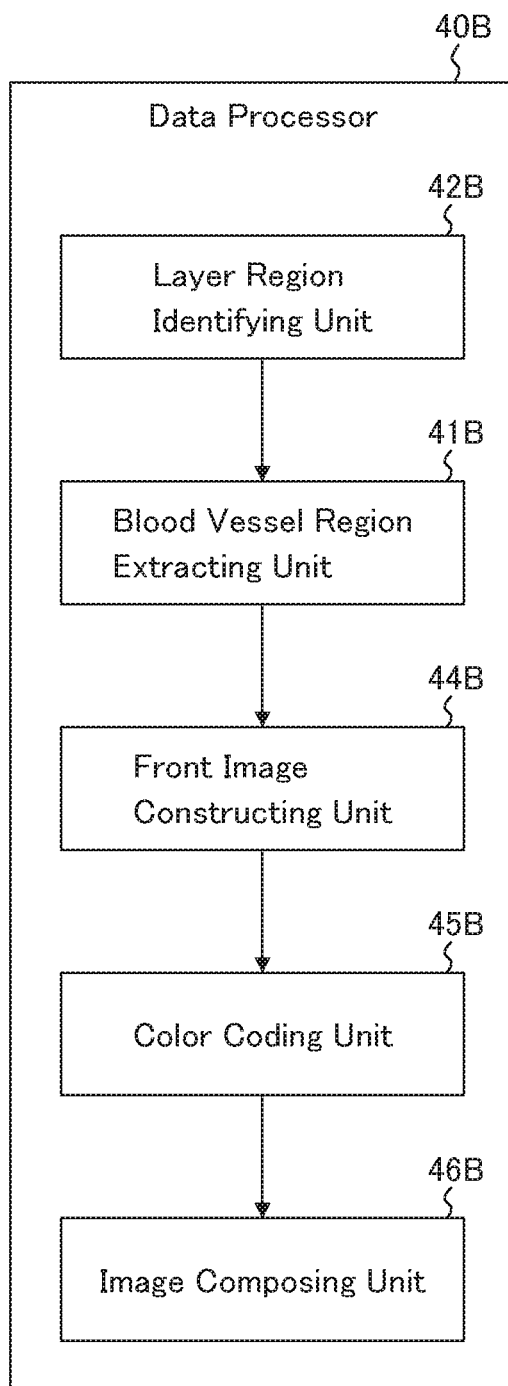 40B
Data Processor
42B
Layer Region
Identifying Unit
41B
Blood Vessel Region
Extracting Unit
44B
Front Image
Constructing Unit
45B
Color Coding Unit
46B
Image Composing Unit